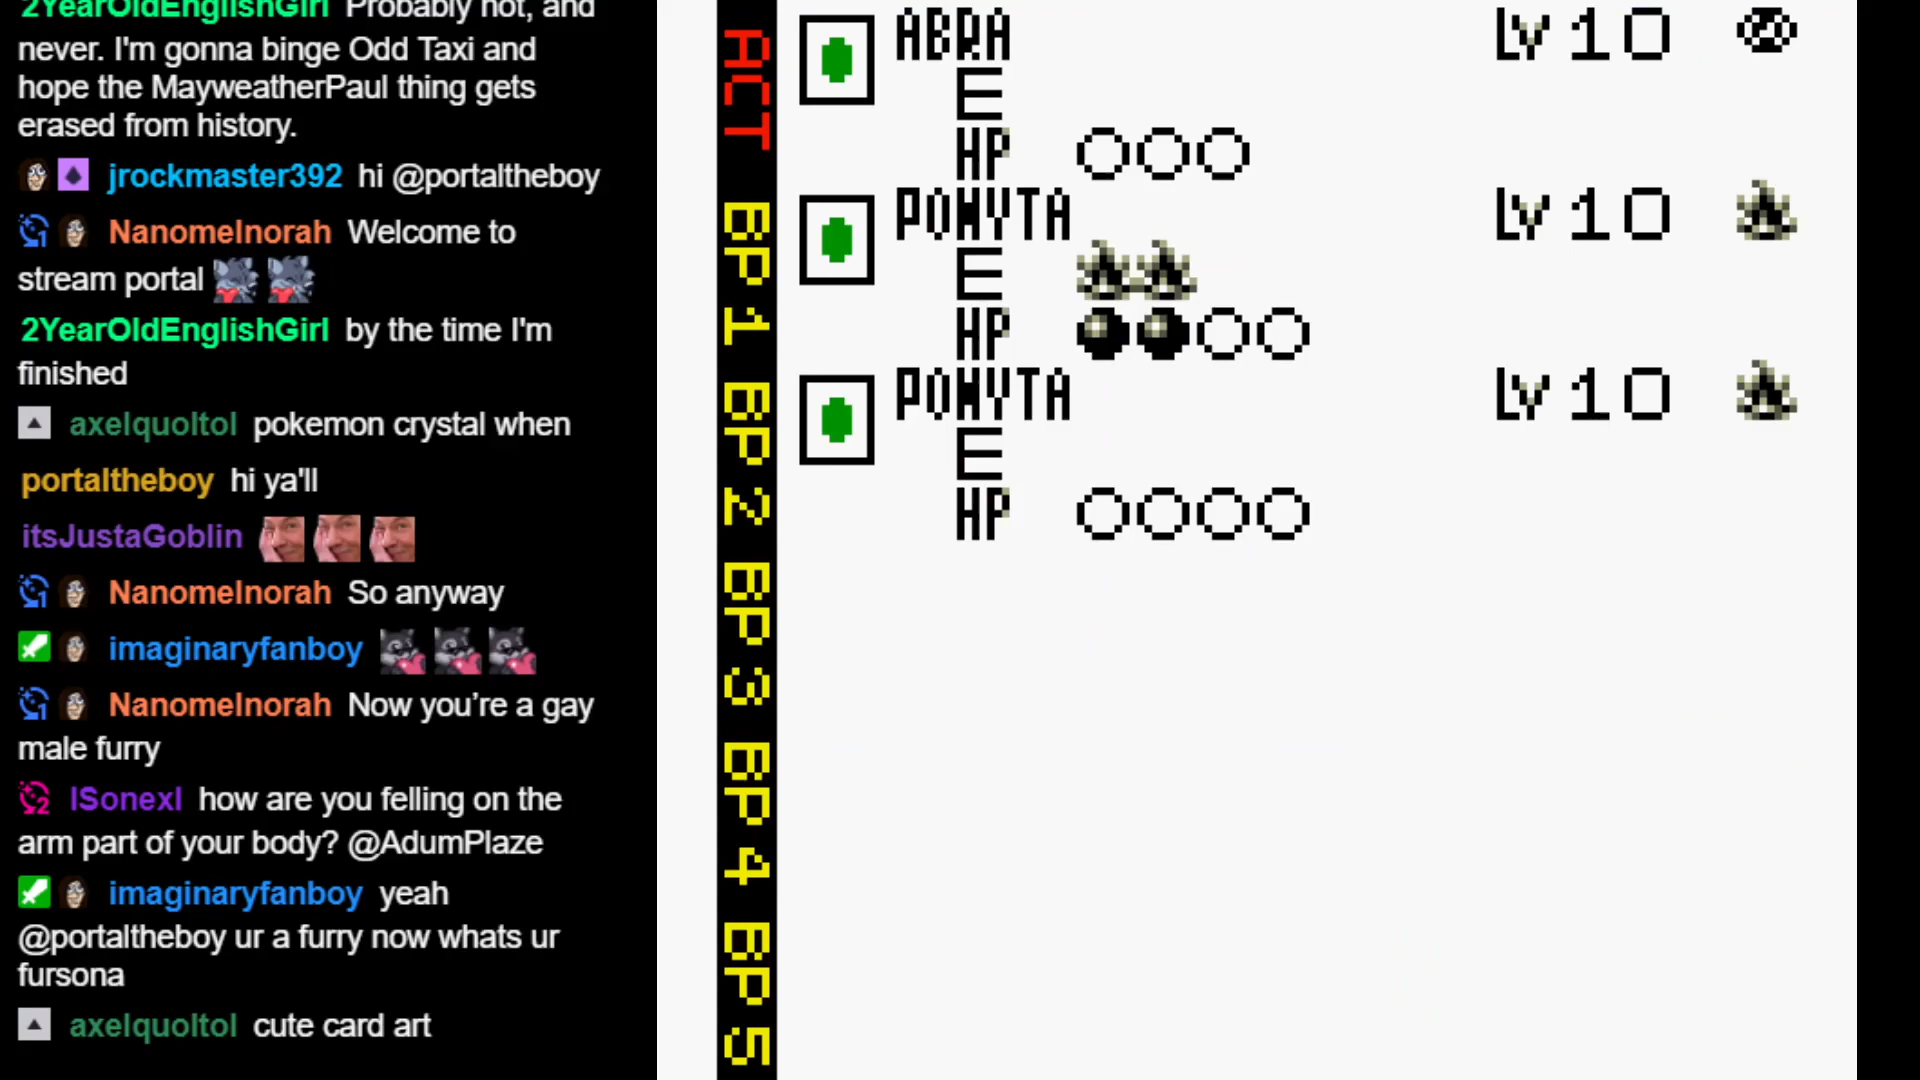 2YearOldEnglishGirl Probably not, and
never. I'm gonna binge Odd Taxi and
hope the MayweatherPaul thing gets
erased from history.
jrockmaster392 hi @portaltheboy
NanomeInorah Welcome to
stream portal
2YearOldEnglishGirl by the time I'm
finished
axelquoltol pokemon crystal when
portaltheboy hi ya'll
itsJustaGoblin
NanomeInorah So anyway
imaginaryfanboy
NanomeInorah Now you're a gay
male furry
ISonexI how are you felling on the
arm part of your body? @AdumPlaze
imaginaryfanboy yeah
@portaltheboy ur a furry now whats ur
fursona
axelquoltol cute card art
ACT
BP 1
BP 2
BP 3
BP 4
BP 5
ABRA Lv 10
E
HP
PONYTA Lv 10
E
HP
PONYTA Lv 10
E
HP